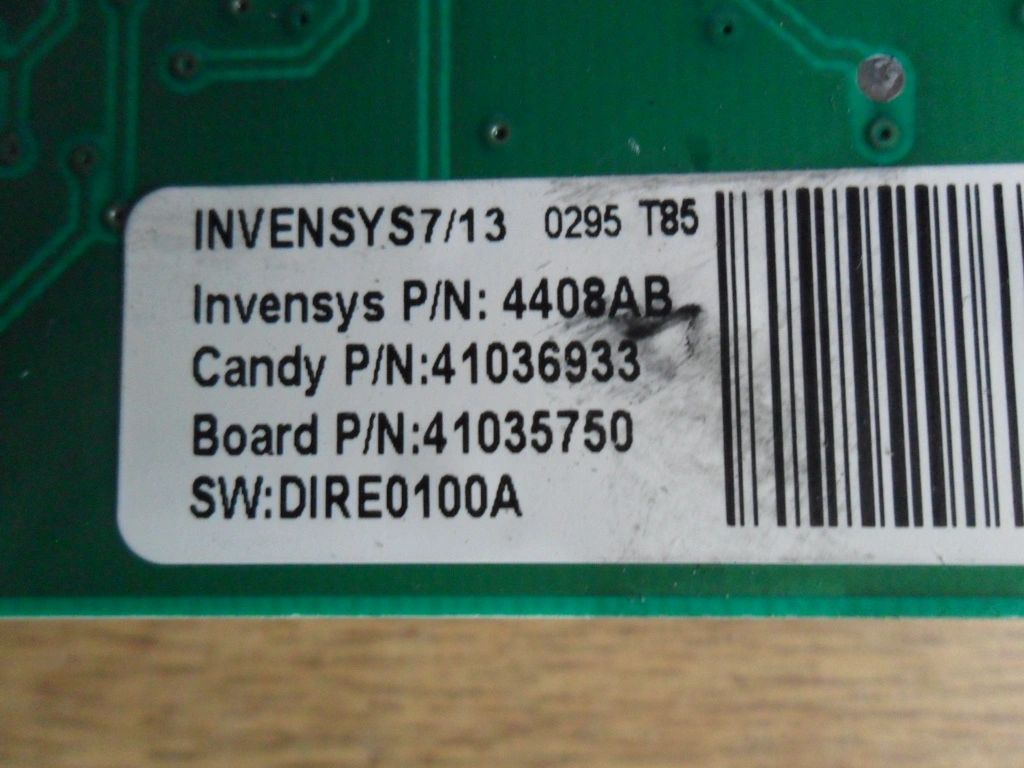 INVENSYS7/13 0295 T85
Invensys P/N: 4408AB
Candy P/N:41036933
Board P/N:41035750
SW:DIRE0100A